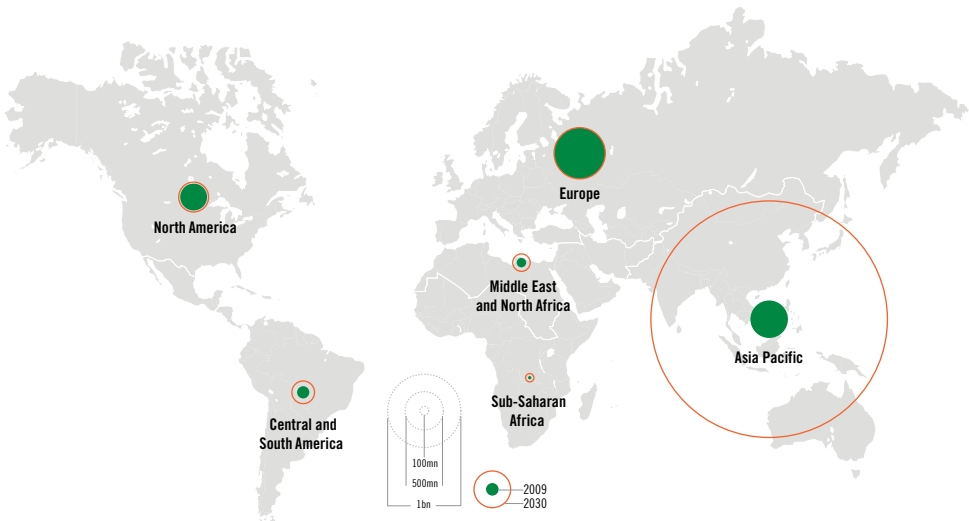 Europe
North America
Middle East
and North Africa
Asia Pacific
Sub-Saharan
Africa
Central and
South America
100mn
500mn
1bn
2009
2030